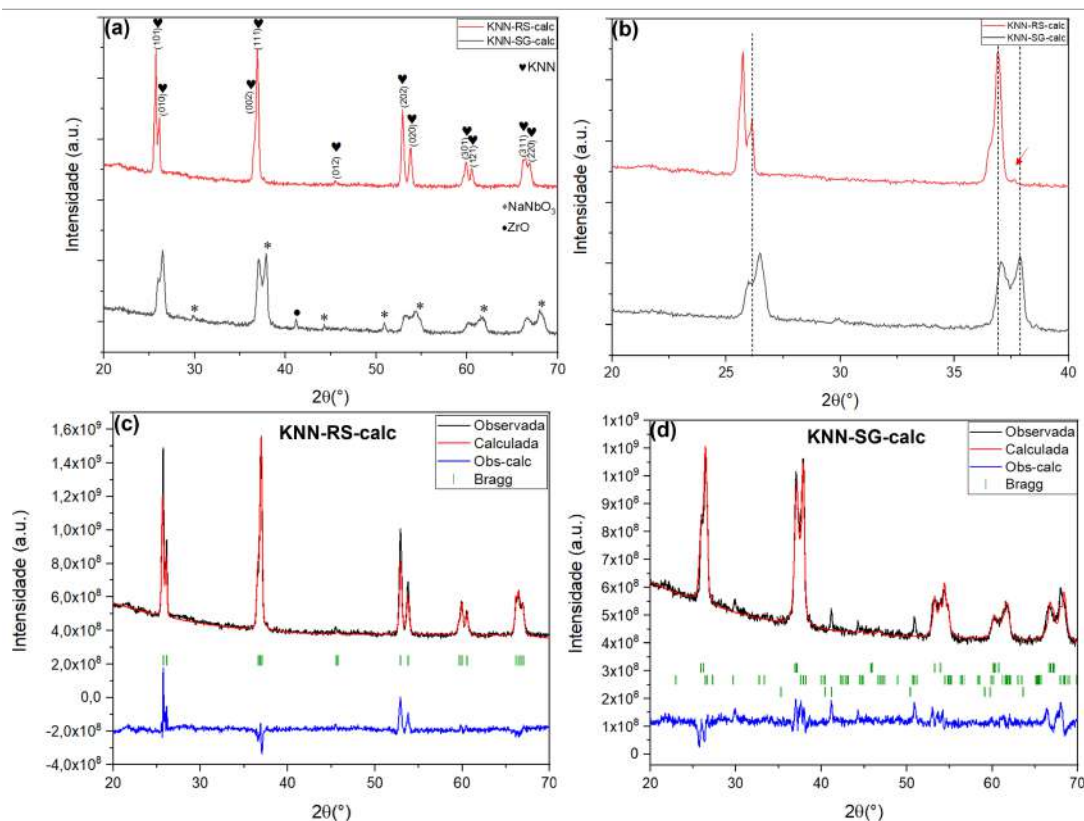 (a)
KNN-RS-calc
KNN-SG-calc
♥KNN
(101)
(010)
(002)
(111)
(012)
(202)
(020)
(301)
(121)
(311)
(220)
*NaNbO₃
●ZrO
Intensidade (a.u.)
20 30 40 50 60 70
2θ(°)
(b)
KNN-RS-calc
KNN-SG-calc
Intensidade (a.u.)
20 25 30 35 40
2θ(°)
(c)
KNN-RS-calc
Observada
Calculada
Obs-calc
Bragg
1,6x10⁹
1,4x10⁹
1,2x10⁹
1,0x10⁹
8,0x10⁸
6,0x10⁸
4,0x10⁸
2,0x10⁸
0,0
-2,0x10⁸
-4,0x10⁸
Intensidade (a.u.)
20 30 40 50 60 70
2θ(°)
(d)
KNN-SG-calc
Observada
Calculada
Obs-calc
Bragg
1x10⁹
1x10⁹
9x10⁸
8x10⁸
7x10⁸
6x10⁸
5x10⁸
4x10⁸
3x10⁸
2x10⁸
1x10⁸
0
Intensidade (a.u.)
20 30 40 50 60 70
2θ(°)